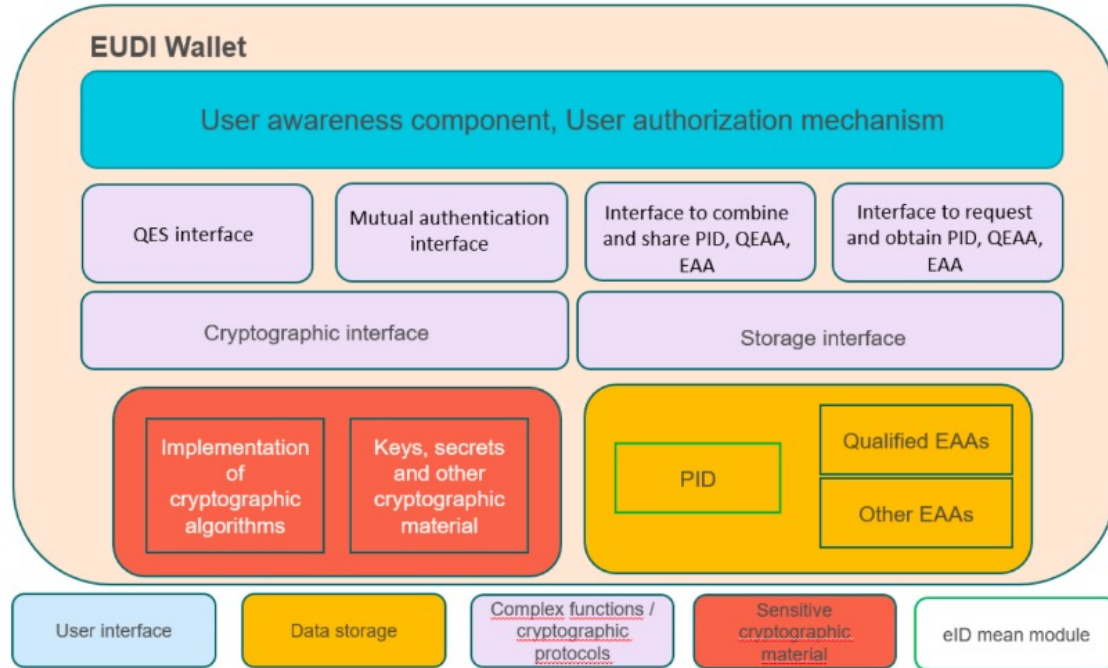 EUDI Wallet
User awareness component, User authorization mechanism
QES interface
Mutual authentication
interface
Interface to combine
and share PID, QEAA,
EAA
Interface to request
and obtain PID, QEAA,
EAA
Cryptographic interface
Storage interface
Implementation
of
cryptographic
algorithms
Keys, secrets
and other
cryptographic
material
PID
Qualified EAAs
Other EAAs
User interface
Data storage
Complex functions /
cryptographic
protocols
Sensitive
cryptographic
material
eID mean module